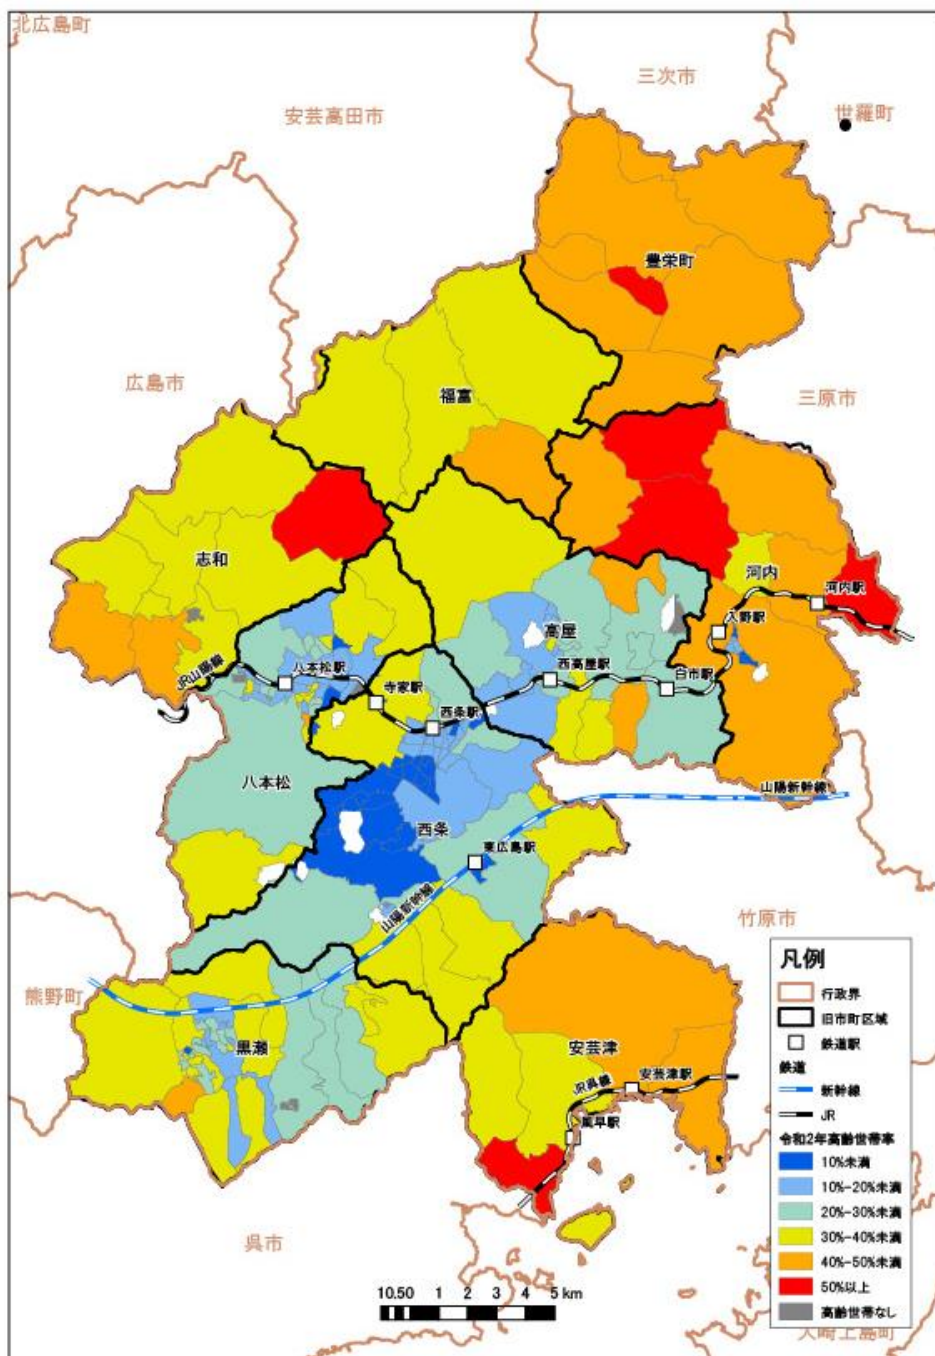 北広島町
三次市
安芸高田市
世羅町
豊栄町
広島市
三原市
福富
志和
河内
河内駅
入野駅
高屋
JR山陽線
八本松駅
西高屋駅
白市駅
寺家駅
西条駅
八本松
山陽新幹線
西条
東広島駅
山陽新幹線
竹原市
熊野町
黒瀬
安芸津
安芸津駅
JR呉線
風早駅
呉市
大崎上島町
凡例
行政界
旧市町区域
鉄道駅
鉄道
新幹線
JR
令和2年高齢世帯率
10%未満
10%-20%未満
20%-30%未満
30%-40%未満
40%-50%未満
50%以上
高齢世帯なし
10.50 1 2 3 4 5 km